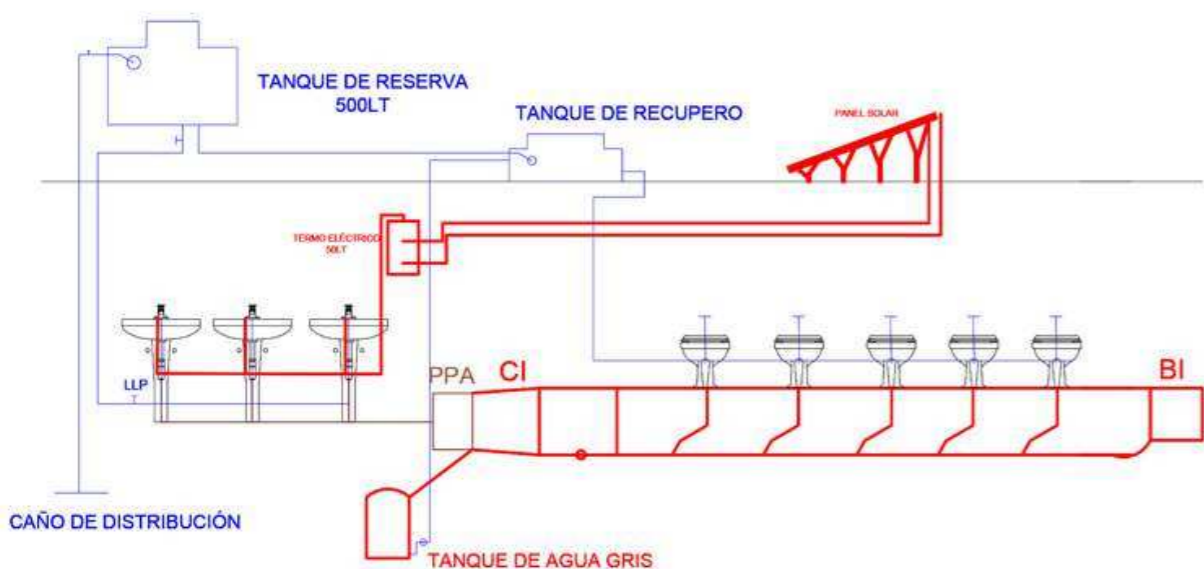 TANQUE DE RESERVA
500LT
TANQUE DE RECUPERO
PANEL SOLAR
TERMO ELÉCTRICO
50LT
LLP
PPA
CI
BI
CAÑO DE DISTRIBUCIÓN
TANQUE DE AGUA GRIS